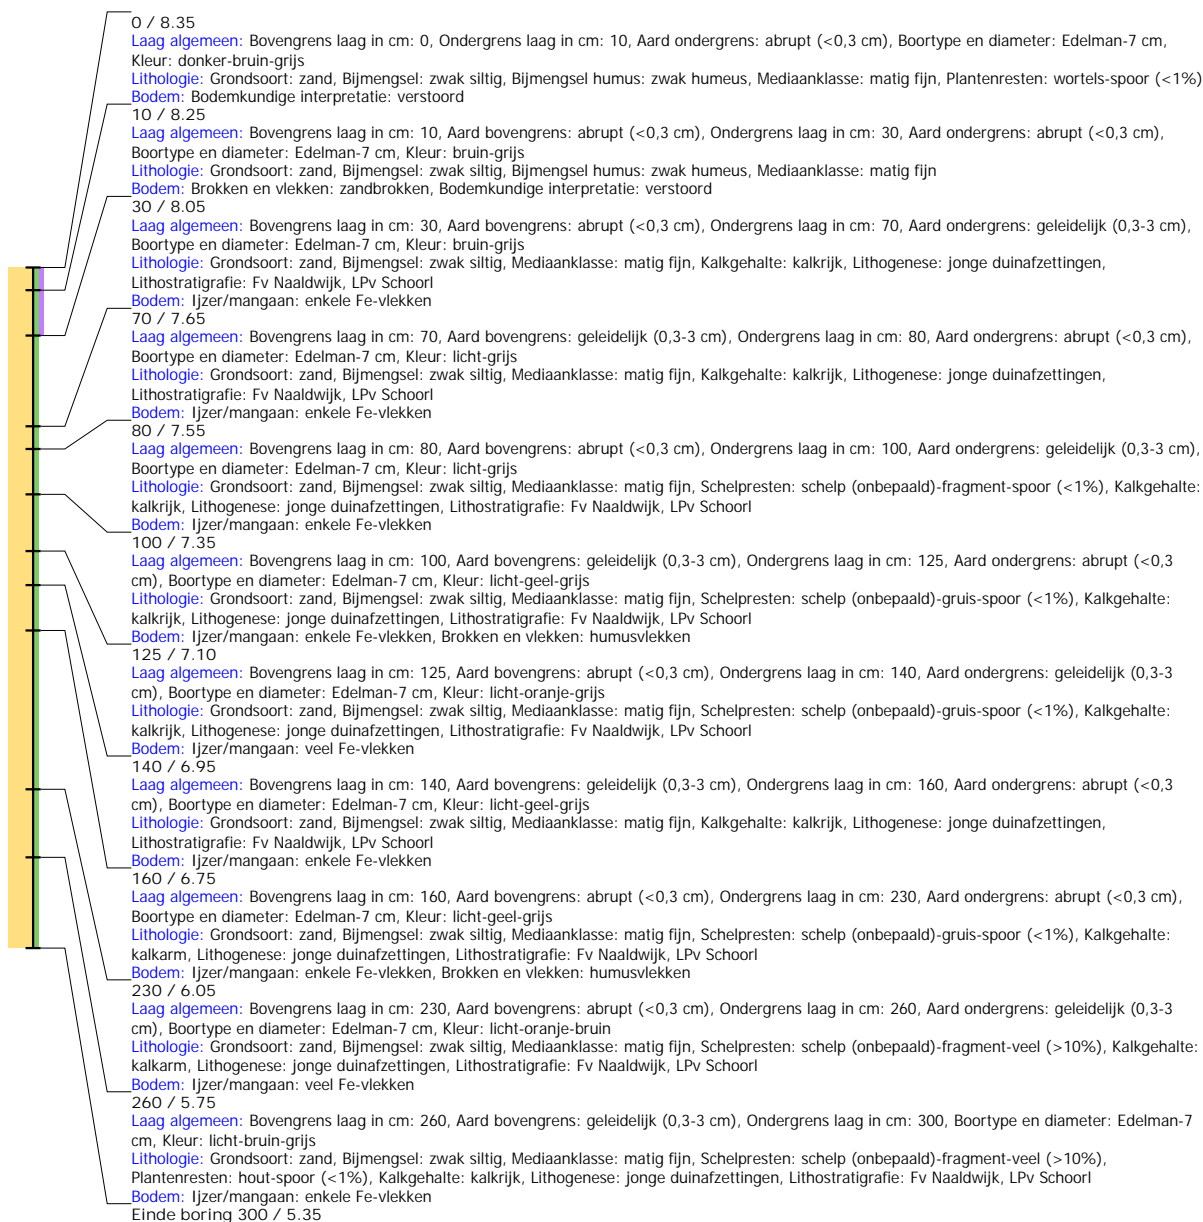 0 / 8.35
Laag algemeen: Bovengrens laag in cm: 0, Ondergrens laag in cm: 10, Aard ondergrens: abrupt (<0,3 cm), Boortype en diameter: Edelman-7 cm,
Kleur: donker-bruin-grijs
Lithologie: Grondsoort: zand, Bijmengsel: zwak siltig, Bijmengsel humus: zwak humeus, Mediaanklasse: matig fijn, Plantenresten: wortels-spoor (<1%)
Bodem: Bodemkundige interpretatie: verstoord
10 / 8.25
Laag algemeen: Bovengrens laag in cm: 10, Aard bovengrens: abrupt (<0,3 cm), Ondergrens laag in cm: 30, Aard ondergrens: abrupt (<0,3 cm),
Boortype en diameter: Edelman-7 cm, Kleur: bruin-grijs
Lithologie: Grondsoort: zand, Bijmengsel: zwak siltig, Bijmengsel humus: zwak humeus, Mediaanklasse: matig fijn
Bodem: Brokken en vlekken: zandbrokken, Bodemkundige interpretatie: verstoord
30 / 8.05
Laag algemeen: Bovengrens laag in cm: 30, Aard bovengrens: abrupt (<0,3 cm), Ondergrens laag in cm: 70, Aard ondergrens: geleidelijk (0,3-3 cm),
Boortype en diameter: Edelman-7 cm, Kleur: bruin-grijs
Lithologie: Grondsoort: zand, Bijmengsel: zwak siltig, Mediaanklasse: matig fijn, Kalkgehalte: kalkrijk, Lithogenese: jonge duinafzettingen,
Lithostratigrafie: Fv Naaldwijk, LPv Schoorl
Bodem: Ijzer/mangaan: enkele Fe-vlekken
70 / 7.65
Laag algemeen: Bovengrens laag in cm: 70, Aard bovengrens: geleidelijk (0,3-3 cm), Ondergrens laag in cm: 80, Aard ondergrens: abrupt (<0,3 cm),
Boortype en diameter: Edelman-7 cm, Kleur: licht-grijs
Lithologie: Grondsoort: zand, Bijmengsel: zwak siltig, Mediaanklasse: matig fijn, Kalkgehalte: kalkrijk, Lithogenese: jonge duinafzettingen,
Lithostratigrafie: Fv Naaldwijk, LPv Schoorl
Bodem: Ijzer/mangaan: enkele Fe-vlekken
80 / 7.55
Laag algemeen: Bovengrens laag in cm: 80, Aard bovengrens: abrupt (<0,3 cm), Ondergrens laag in cm: 100, Aard ondergrens: geleidelijk (0,3-3 cm),
Boortype en diameter: Edelman-7 cm, Kleur: licht-grijs
Lithologie: Grondsoort: zand, Bijmengsel: zwak siltig, Mediaanklasse: matig fijn, Schelpresten: schelp (onbepaald)-fragment-spoor (<1%), Kalkgehalte:
kalkrijk, Lithogenese: jonge duinafzettingen, Lithostratigrafie: Fv Naaldwijk, LPv Schoorl
Bodem: Ijzer/mangaan: enkele Fe-vlekken
100 / 7.35
Laag algemeen: Bovengrens laag in cm: 100, Aard bovengrens: geleidelijk (0,3-3 cm), Ondergrens laag in cm: 125, Aard ondergrens: abrupt (<0,3
cm), Boortype en diameter: Edelman-7 cm, Kleur: licht-geel-grijs
Lithologie: Grondsoort: zand, Bijmengsel: zwak siltig, Mediaanklasse: matig fijn, Schelpresten: schelp (onbepaald)-gruis-spoor (<1%), Kalkgehalte:
kalkrijk, Lithogenese: jonge duinafzettingen, Lithostratigrafie: Fv Naaldwijk, LPv Schoorl
Bodem: Ijzer/mangaan: enkele Fe-vlekken, Brokken en vlekken: humusvlekken
125 / 7.10
Laag algemeen: Bovengrens laag in cm: 125, Aard bovengrens: abrupt (<0,3 cm), Ondergrens laag in cm: 140, Aard ondergrens: geleidelijk (0,3-3
cm), Boortype en diameter: Edelman-7 cm, Kleur: licht-oranje-grijs
Lithologie: Grondsoort: zand, Bijmengsel: zwak siltig, Mediaanklasse: matig fijn, Schelpresten: schelp (onbepaald)-gruis-spoor (<1%), Kalkgehalte:
kalkrijk, Lithogenese: jonge duinafzettingen, Lithostratigrafie: Fv Naaldwijk, LPv Schoorl
Bodem: Ijzer/mangaan: veel Fe-vlekken
140 / 6.95
Laag algemeen: Bovengrens laag in cm: 140, Aard bovengrens: geleidelijk (0,3-3 cm), Ondergrens laag in cm: 160, Aard ondergrens: abrupt (<0,3
cm), Boortype en diameter: Edelman-7 cm, Kleur: licht-geel-grijs
Lithologie: Grondsoort: zand, Bijmengsel: zwak siltig, Mediaanklasse: matig fijn, Kalkgehalte: kalkrijk, Lithogenese: jonge duinafzettingen,
Lithostratigrafie: Fv Naaldwijk, LPv Schoorl
Bodem: Ijzer/mangaan: enkele Fe-vlekken
160 / 6.75
Laag algemeen: Bovengrens laag in cm: 160, Aard bovengrens: abrupt (<0,3 cm), Ondergrens laag in cm: 230, Aard ondergrens: abrupt (<0,3 cm),
Boortype en diameter: Edelman-7 cm, Kleur: licht-geel-grijs
Lithologie: Grondsoort: zand, Bijmengsel: zwak siltig, Mediaanklasse: matig fijn, Schelpresten: schelp (onbepaald)-gruis-spoor (<1%), Kalkgehalte:
kalkarm, Lithogenese: jonge duinafzettingen, Lithostratigrafie: Fv Naaldwijk, LPv Schoorl
Bodem: Ijzer/mangaan: enkele Fe-vlekken, Brokken en vlekken: humusvlekken
230 / 6.05
Laag algemeen: Bovengrens laag in cm: 230, Aard bovengrens: abrupt (<0,3 cm), Ondergrens laag in cm: 260, Aard ondergrens: geleidelijk (0,3-3
cm), Boortype en diameter: Edelman-7 cm, Kleur: licht-oranje-bruin
Lithologie: Grondsoort: zand, Bijmengsel: zwak siltig, Mediaanklasse: matig fijn, Schelpresten: schelp (onbepaald)-fragment-veel (>10%), Kalkgehalte:
kalkarm, Lithogenese: jonge duinafzettingen, Lithostratigrafie: Fv Naaldwijk, LPv Schoorl
Bodem: Ijzer/mangaan: veel Fe-vlekken
260 / 5.75
Laag algemeen: Bovengrens laag in cm: 260, Aard bovengrens: geleidelijk (0,3-3 cm), Ondergrens laag in cm: 300, Boortype en diameter: Edelman-7
cm, Kleur: licht-bruin-grijs
Lithologie: Grondsoort: zand, Bijmengsel: zwak siltig, Mediaanklasse: matig fijn, Schelpresten: schelp (onbepaald)-fragment-veel (>10%),
Plantenresten: hout-spoor (<1%), Kalkgehalte: kalkrijk, Lithogenese: jonge duinafzettingen, Lithostratigrafie: Fv Naaldwijk, LPv Schoorl
Bodem: Ijzer/mangaan: enkele Fe-vlekken
Einde boring 300 / 5.35